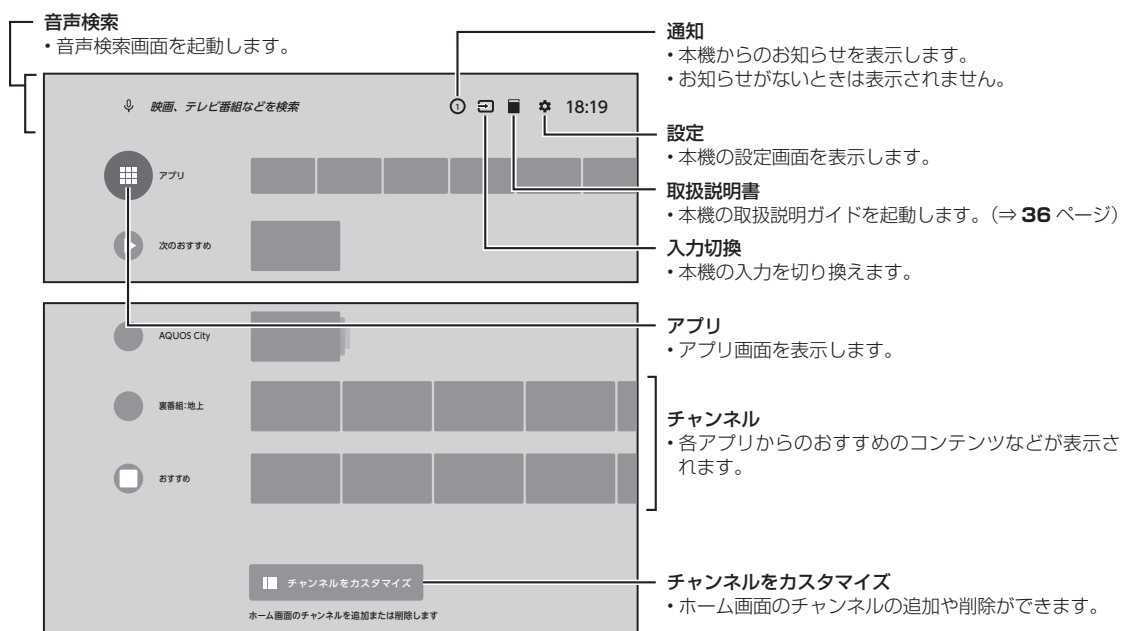 音声検索
・音声検索画面を起動します。
映画、テレビ番組などを検索
1
18:19
アプリ
次のおすすめ
AQUOS City
裏番組:地上
おすすめ
チャンネルをカスタマイズ
ホーム画面のチャンネルを追加または削除します
通知
・本機からのお知らせを表示します。
・お知らせがないときは表示されません。
設定
・本機の設定画面を表示します。
取扱説明書
・本機の取扱説明ガイドを起動します。(⇒ 36 ページ)
入力切換
・本機の入力を切り換えます。
アプリ
・アプリ画面を表示します。
チャンネル
・各アプリからのおすすめのコンテンツなどが表示さ
れます。
チャンネルをカスタマイズ
・ホーム画面のチャンネルの追加や削除ができます。